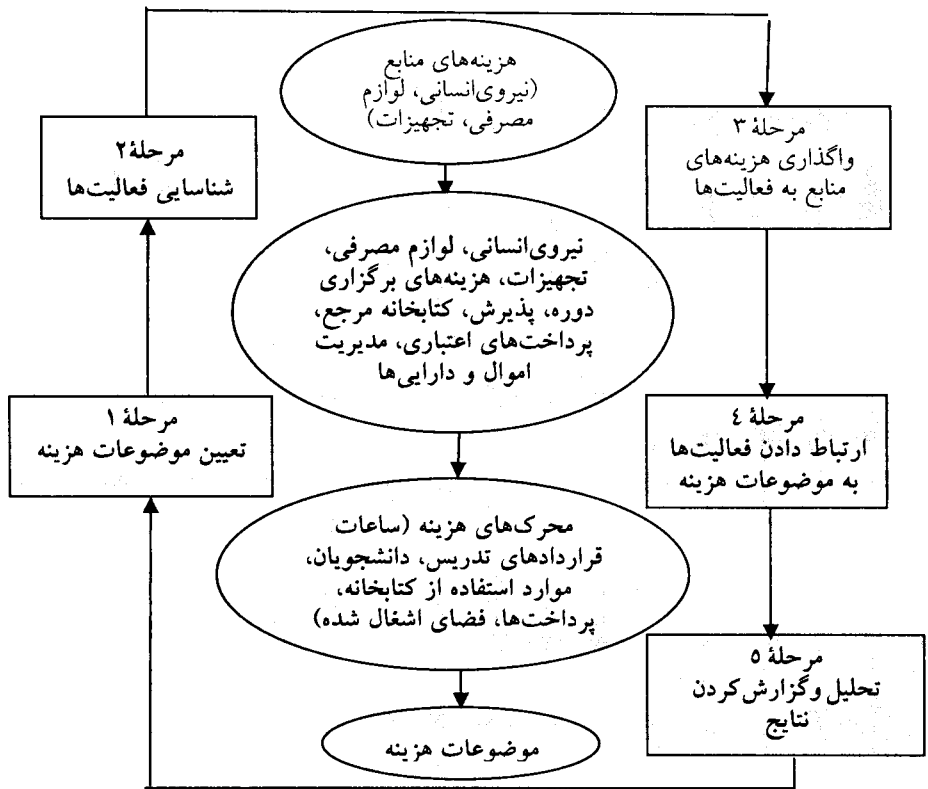 هزینه‌های منابع
(نیروی‌انسانی، لوازم
مصرفی، تجهیزات)
مرحلهٔ ۳
واگذاری هزینه‌های
منابع به فعالیت‌ها
مرحلهٔ ۲
شناسایی فعالیت‌ها
نیروی‌انسانی، لوازم مصرفی،
تجهیزات، هزینه‌های برگزاری
دوره، پذیرش، کتابخانه مرجع،
پرداخت‌های اعتباری، مدیریت
اموال و دارایی‌ها
مرحلهٔ ٤
ارتباط دادن فعالیت‌ها
به موضوعات هزینه
مرحلهٔ ۱
تعیین موضوعات هزینه
محرک‌های هزینه (ساعات
قراردادهای تدریس، دانشجویان،
موارد استفاده از کتابخانه،
پرداخت‌ها، فضای اشغال شده)
مرحلهٔ ٥
تحلیل وگزارش‌کردن
نتایج
موضوعات هزینه